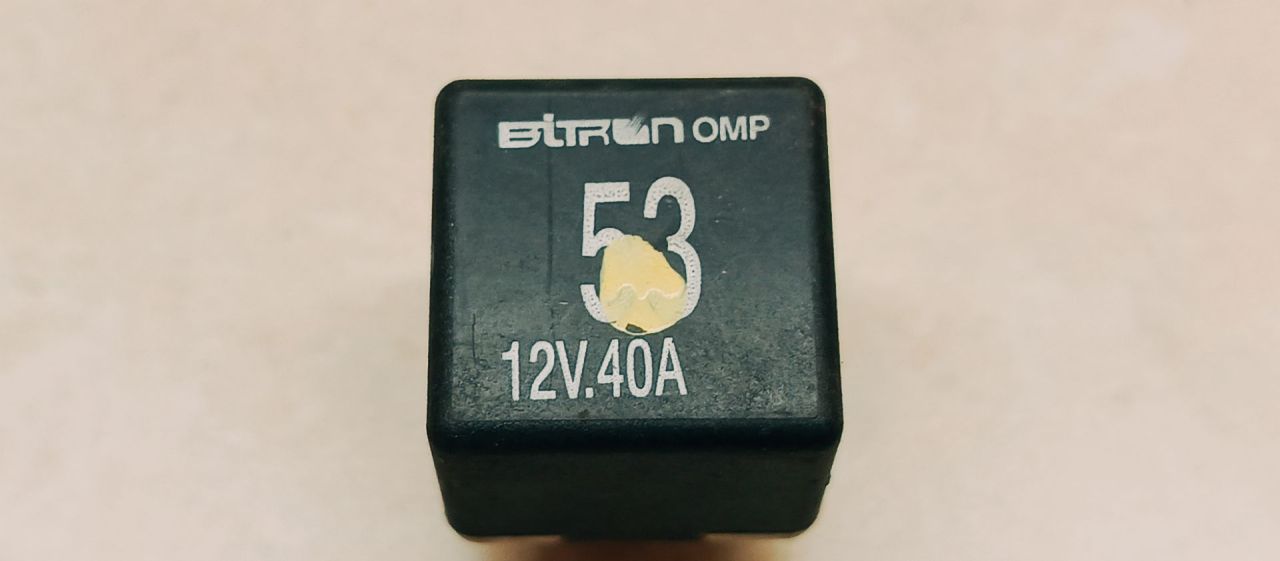 BiTRON OMP
53
12V.40A